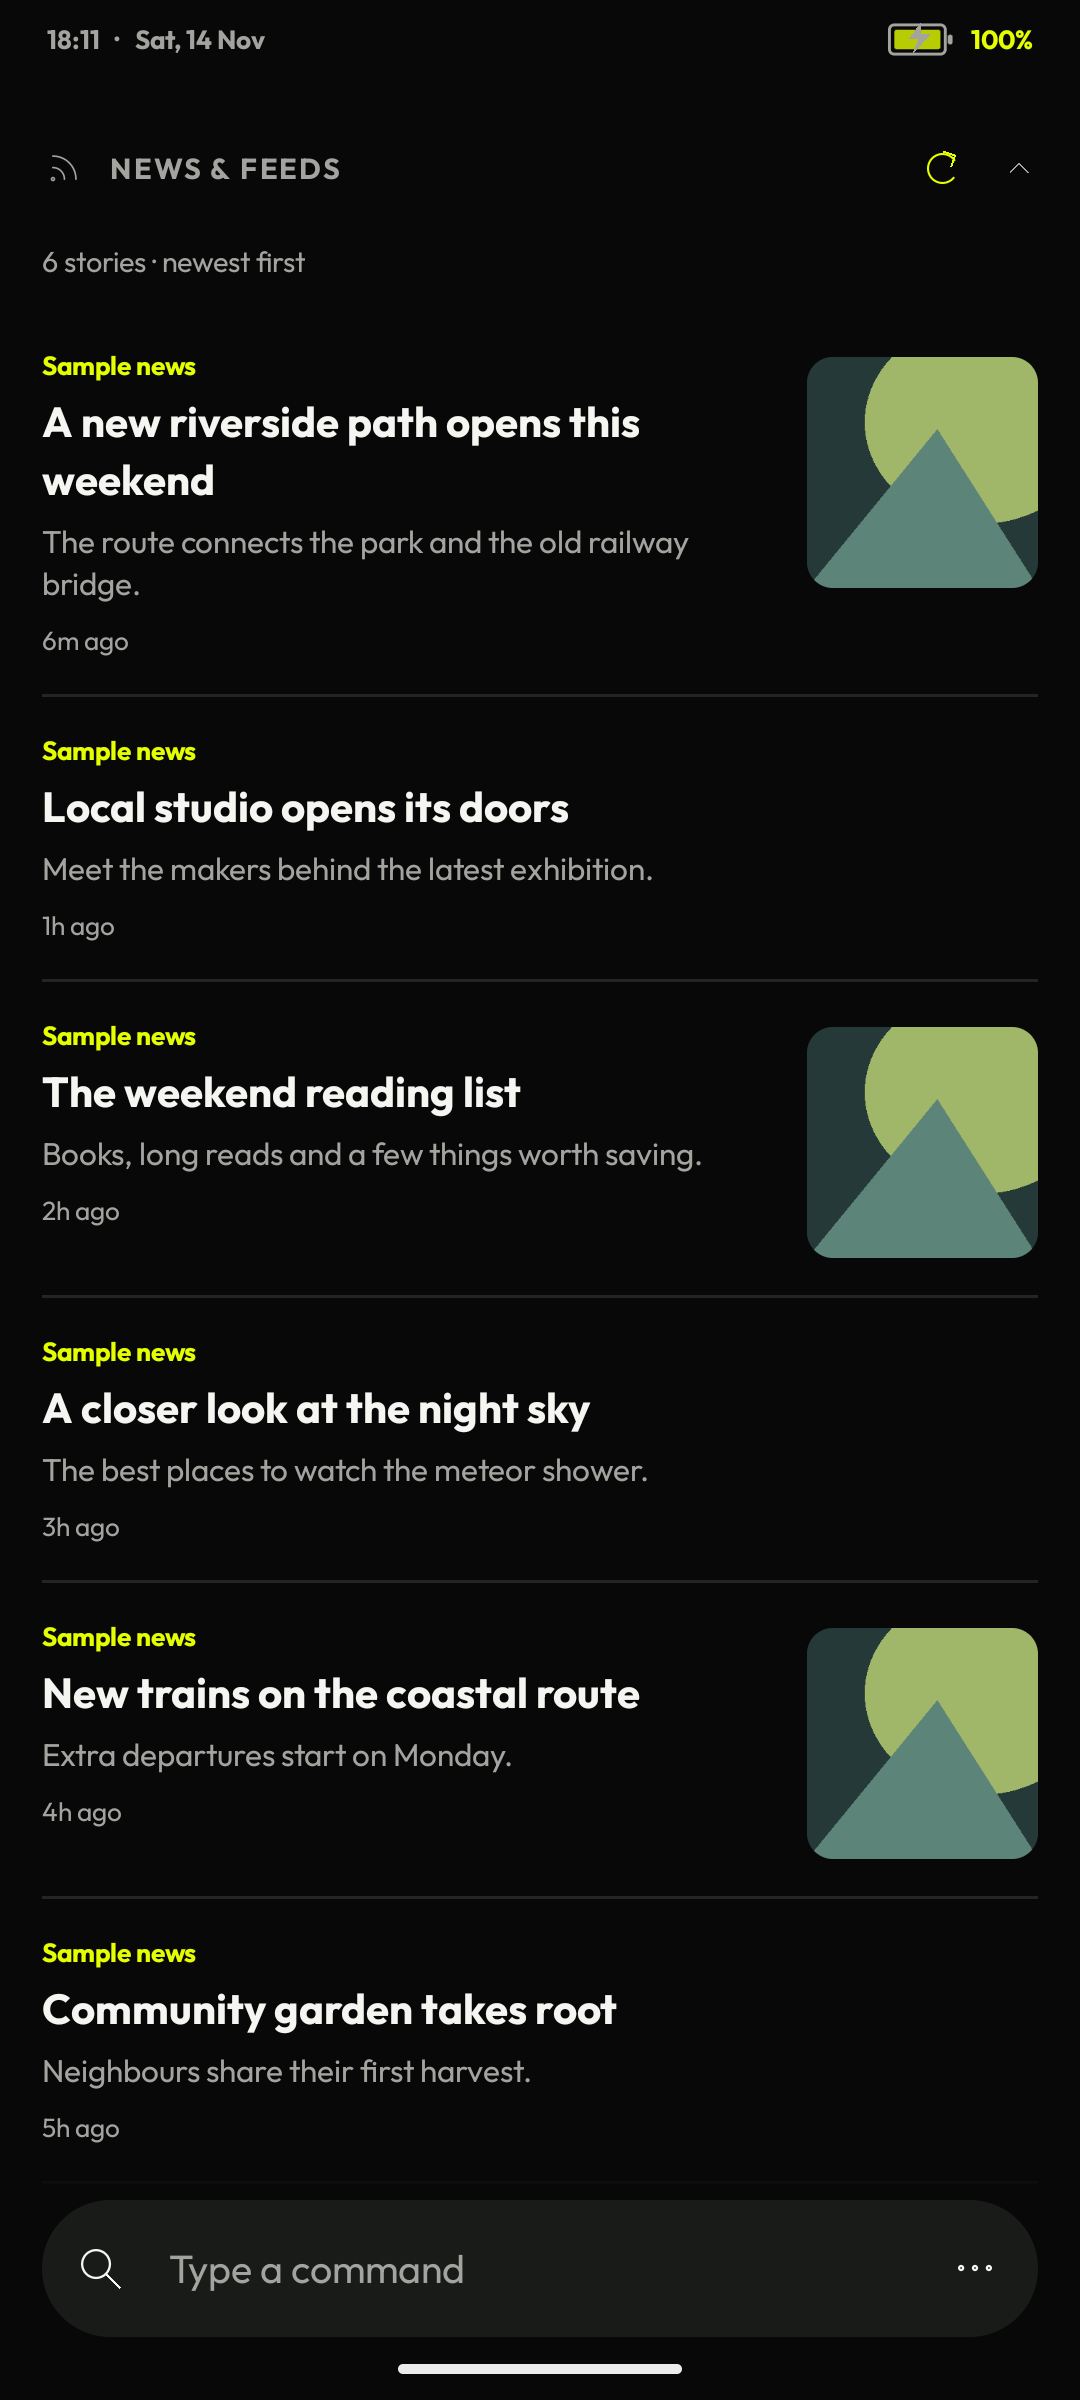 18:11 · Sat, 14 Nov
100%
NEWS & FEEDS
6 stories · newest first
Sample news
A new riverside path opens this
weekend
The route connects the park and the old railway
bridge.
6m ago
Sample news
Local studio opens its doors
Meet the makers behind the latest exhibition.
1h ago
Sample news
The weekend reading list
Books, long reads and a few things worth saving.
2h ago
Sample news
A closer look at the night sky
The best places to watch the meteor shower.
3h ago
Sample news
New trains on the coastal route
Extra departures start on Monday.
4h ago
Sample news
Community garden takes root
Neighbours share their first harvest.
5h ago
Type a command